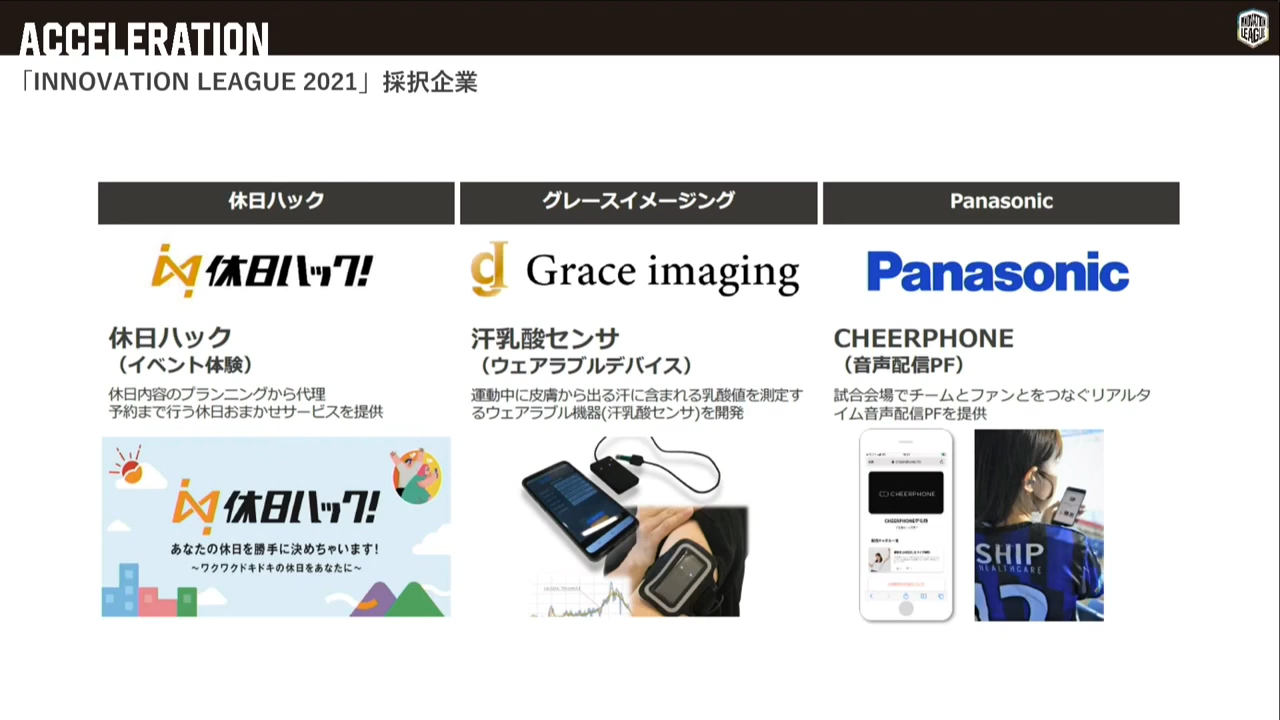 ACCELERATION
INNOVATION
LEAGUE
「INNOVATION LEAGUE 2021」採択企業
休日ハック
グレースイメージング
Panasonic
休日ハック!
Grace imaging
Panasonic
休日ハック
（イベント体験）
休日内容のプランニングから代理
予約まで行う休日おまかせサービスを提供
汗乳酸センサ
（ウェアラブルデバイス）
運動中に皮膚から出る汗に含まれる乳酸値を測定す
るウェアラブル機器(汗乳酸センサ)を開発
CHEERPHONE
（音声配信PF）
試合会場でチームとファンとをつなぐリアルタ
イム音声配信PFを提供
休日ハック!
あなたの休日を勝手に決めちゃいます!
～ワクワクドキドキの休日をあなたに～
CHEERPHONE
SHIP
HEALTHCARE